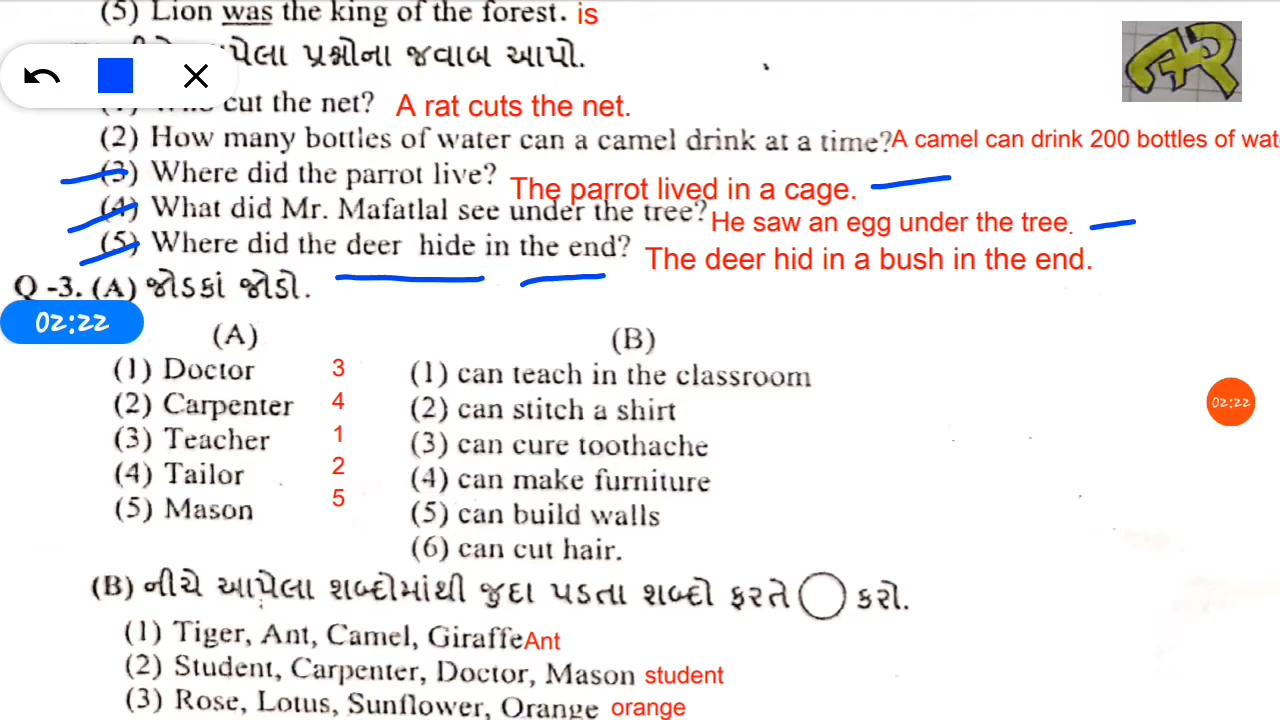 (5) Lion was the king of the forest. is
આપેલા પ્રશ્નોના જવાબ આપો.
cut the net? A rat cuts the net.
(2) How many bottles of water can a camel drink at a time? A camel can drink 200 bottles of
(3) Where did the parrot live? The parrot lived in a cage.
(4) What did Mr. Mafatlal see under the tree? He saw an egg under the tree.
(5) Where did the deer hide in the end? The deer hid in a bush in the end.
Q -3. (A) જોડકાં જોડો.
02:22
(A) (B)
(1) Doctor 3 (1) can teach in the classroom
02:22
(2) Carpenter 4 (2) can stitch a shirt
(3) Teacher 1 (3) can cure toothache
(4) Tailor 2 (4) can make furniture
(5) Mason 5 (5) can build walls
(6) can cut hair.
(B) નીચે આપેલા શબ્દોમાંથી જુદા પડતા શબ્દો ફરતે ◯ કરો.
(1) Tiger, Ant, Camel, Giraffe Ant
(2) Student, Carpenter, Doctor, Mason student
(3) Rose, Lotus, Sunflower, Orange orange